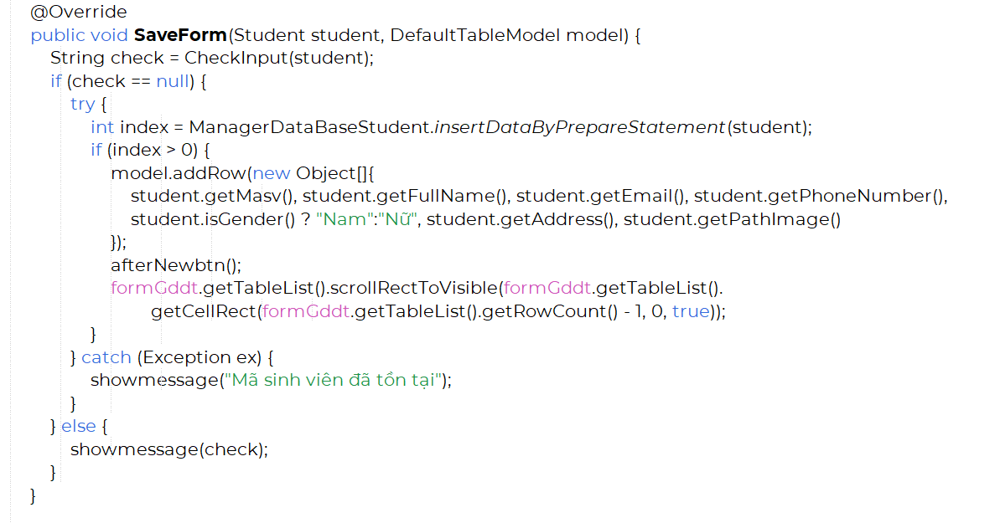 @Override
public void SaveForm(Student student, DefaultTableModel model) {
String check = CheckInput(student);
if (check == null) {
try {
int index = ManagerDataBaseStudent.insertDataByPrepareStatement(student);
if (index > 0) {
model.addRow(new Object[]{
student.getMasv(), student.getFullName(), student.getEmail(), student.getPhoneNumber(),
student.isGender() ? "Nam":"Nữ", student.getAddress(), student.getPathImage()
});
afterNewbtn();
formGddt.getTableList().scrollRectToVisible(formGddt.getTableList().
getCellRect(formGddt.getTableList().getRowCount() - 1, 0, true));
}
} catch (Exception ex) {
showmessage("Mã sinh viên đã tồn tại");
}
} else {
showmessage(check);
}
}